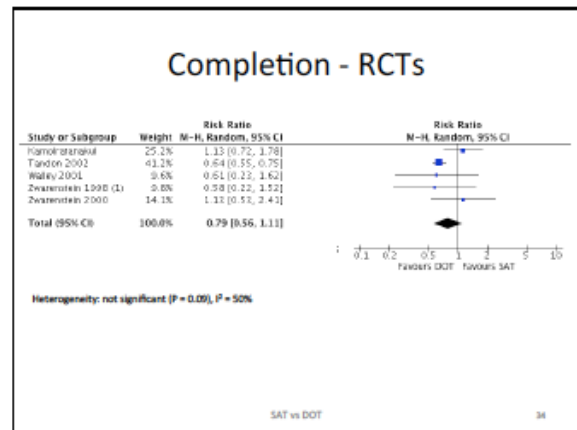 Completion - RCTs
Risk Ratio Risk Ratio
Study or Subgroup Weight M-H, Random, 95% CI M-H, Random, 95% CI
Kamolratanakul 25.2% 1.13 [0.72, 1.78]
Tandon 2002 41.2% 0.64 [0.55, 0.75]
Walley 2001 9.6% 0.61 [0.23, 1.62]
Zwarenstein 1998 (1) 9.8% 0.58 [0.22, 1.52]
Zwarenstein 2000 14.1% 1.12 [0.52, 2.41]
Total (95% CI) 100.0% 0.79 [0.56, 1.11]
0.1 0.2 0.5 1 2 5 10
Favours DOT Favours SAT
Heterogeneity: not significant (P = 0.09), I² = 50%
SAT vs DOT 34